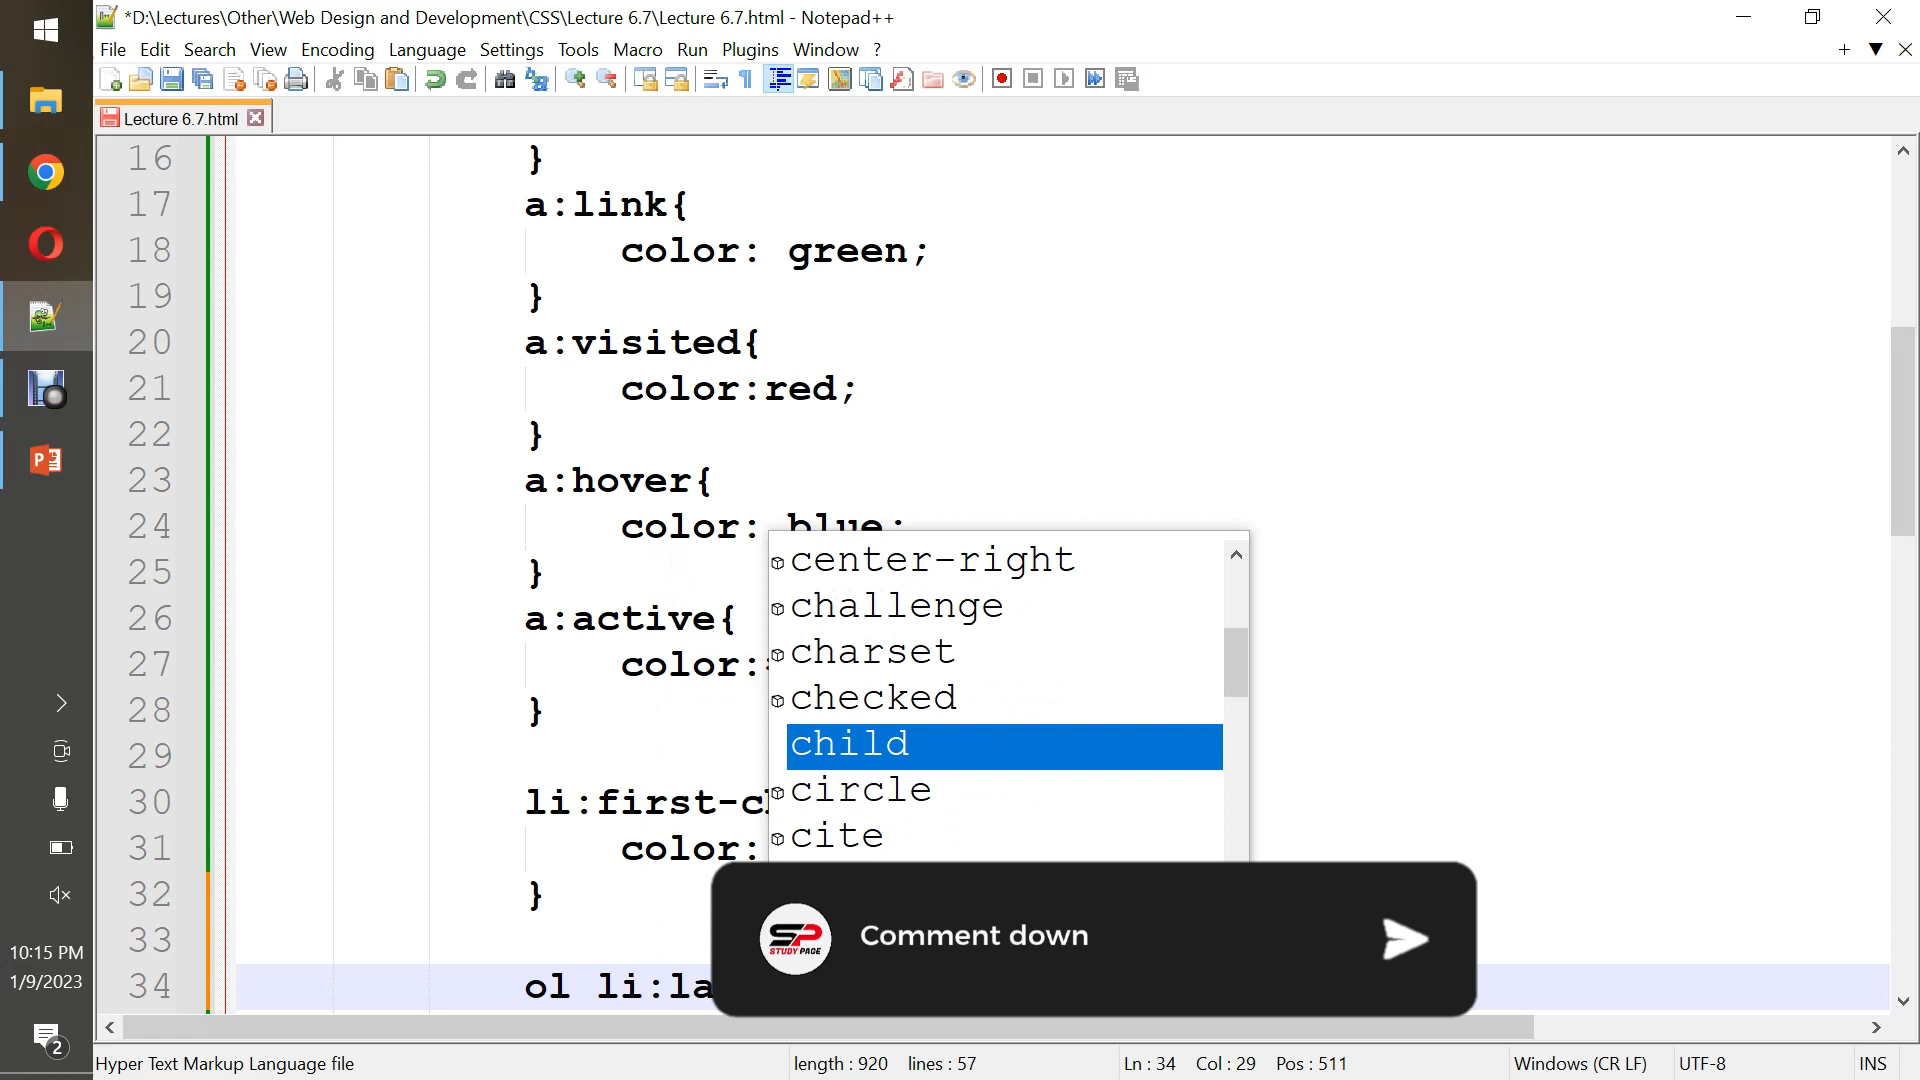 *D:\Lectures\Other\Web Design and Development\CSS\Lecture 6.7\Lecture 6.7.html - Notepad++
File Edit Search View Encoding Language Settings Tools Macro Run Plugins Window ?
Lecture 6.7.html
16 }
17 a:link{
18 color: green;
19 }
20 a:visited{
21 color:red;
22 }
23 a:hover{
24 color: blue;
25 }
26 a:active{
27 color:
28 }
29
30 li:first-c
31 color:
32 }
33
34 ol li:la
center-right
challenge
charset
checked
child
circle
cite
SP
STUDY PAGE
Comment down
10:15 PM
1/9/2023
2
Hyper Text Markup Language file length : 920 lines : 57 Ln : 34 Col : 29 Pos : 511 Windows (CR LF) UTF-8 INS